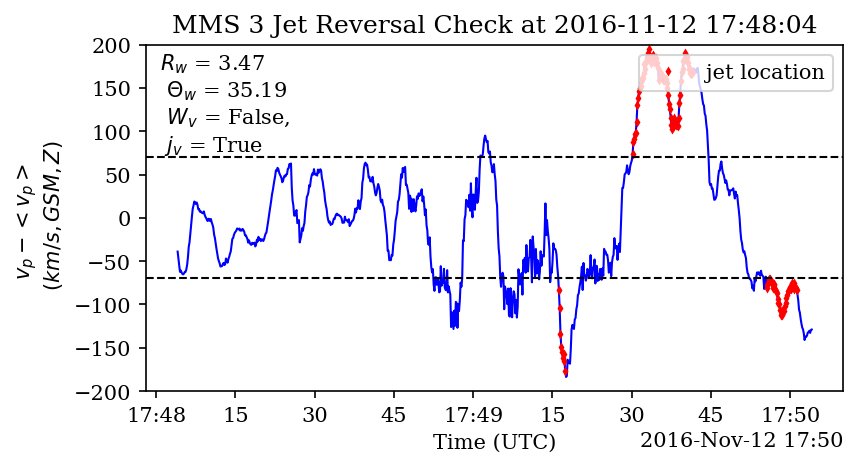 MMS 3 Jet Reversal Check at 2016-11-12 17:48:04
R_w = 3.47
Θ_w = 35.19
W_v = False,
j_v = True
jet location
200
150
100
50
0
−50
−100
−150
−200
v_p − < v_p >
(km/s, GSM, Z)
17:48 15 30 45 17:49 15 30 45 17:50
Time (UTC)
2016-Nov-12 17:50